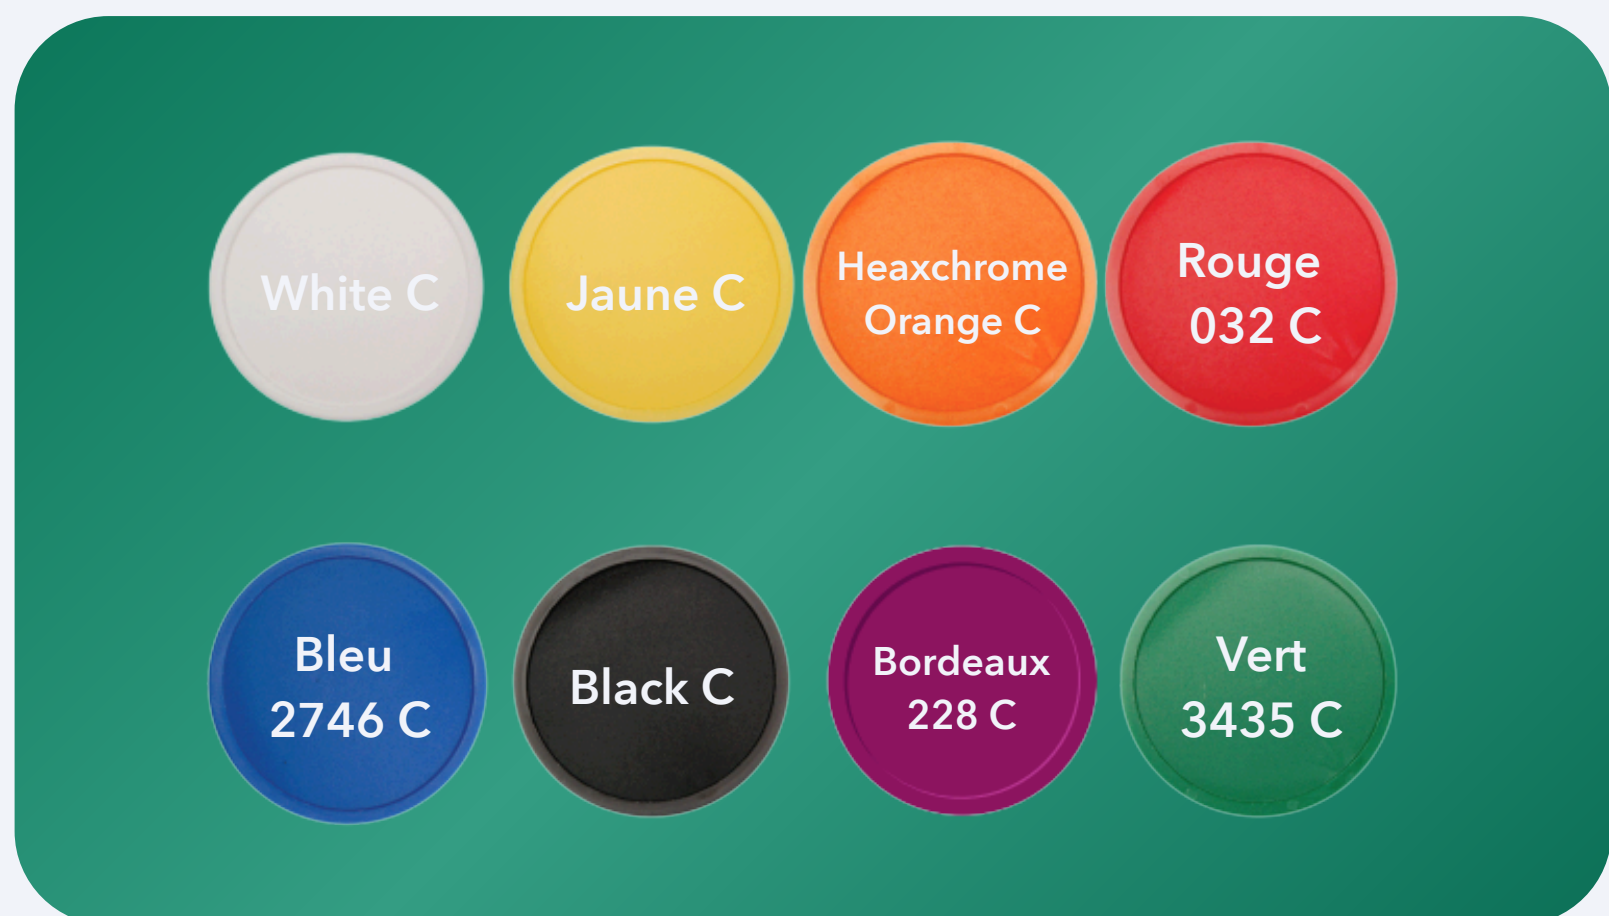 White C
Jaune C
Heaxchrome
Orange C
Rouge
032 C
Bleu
2746 C
Black C
Bordeaux
228 C
Vert
3435 C